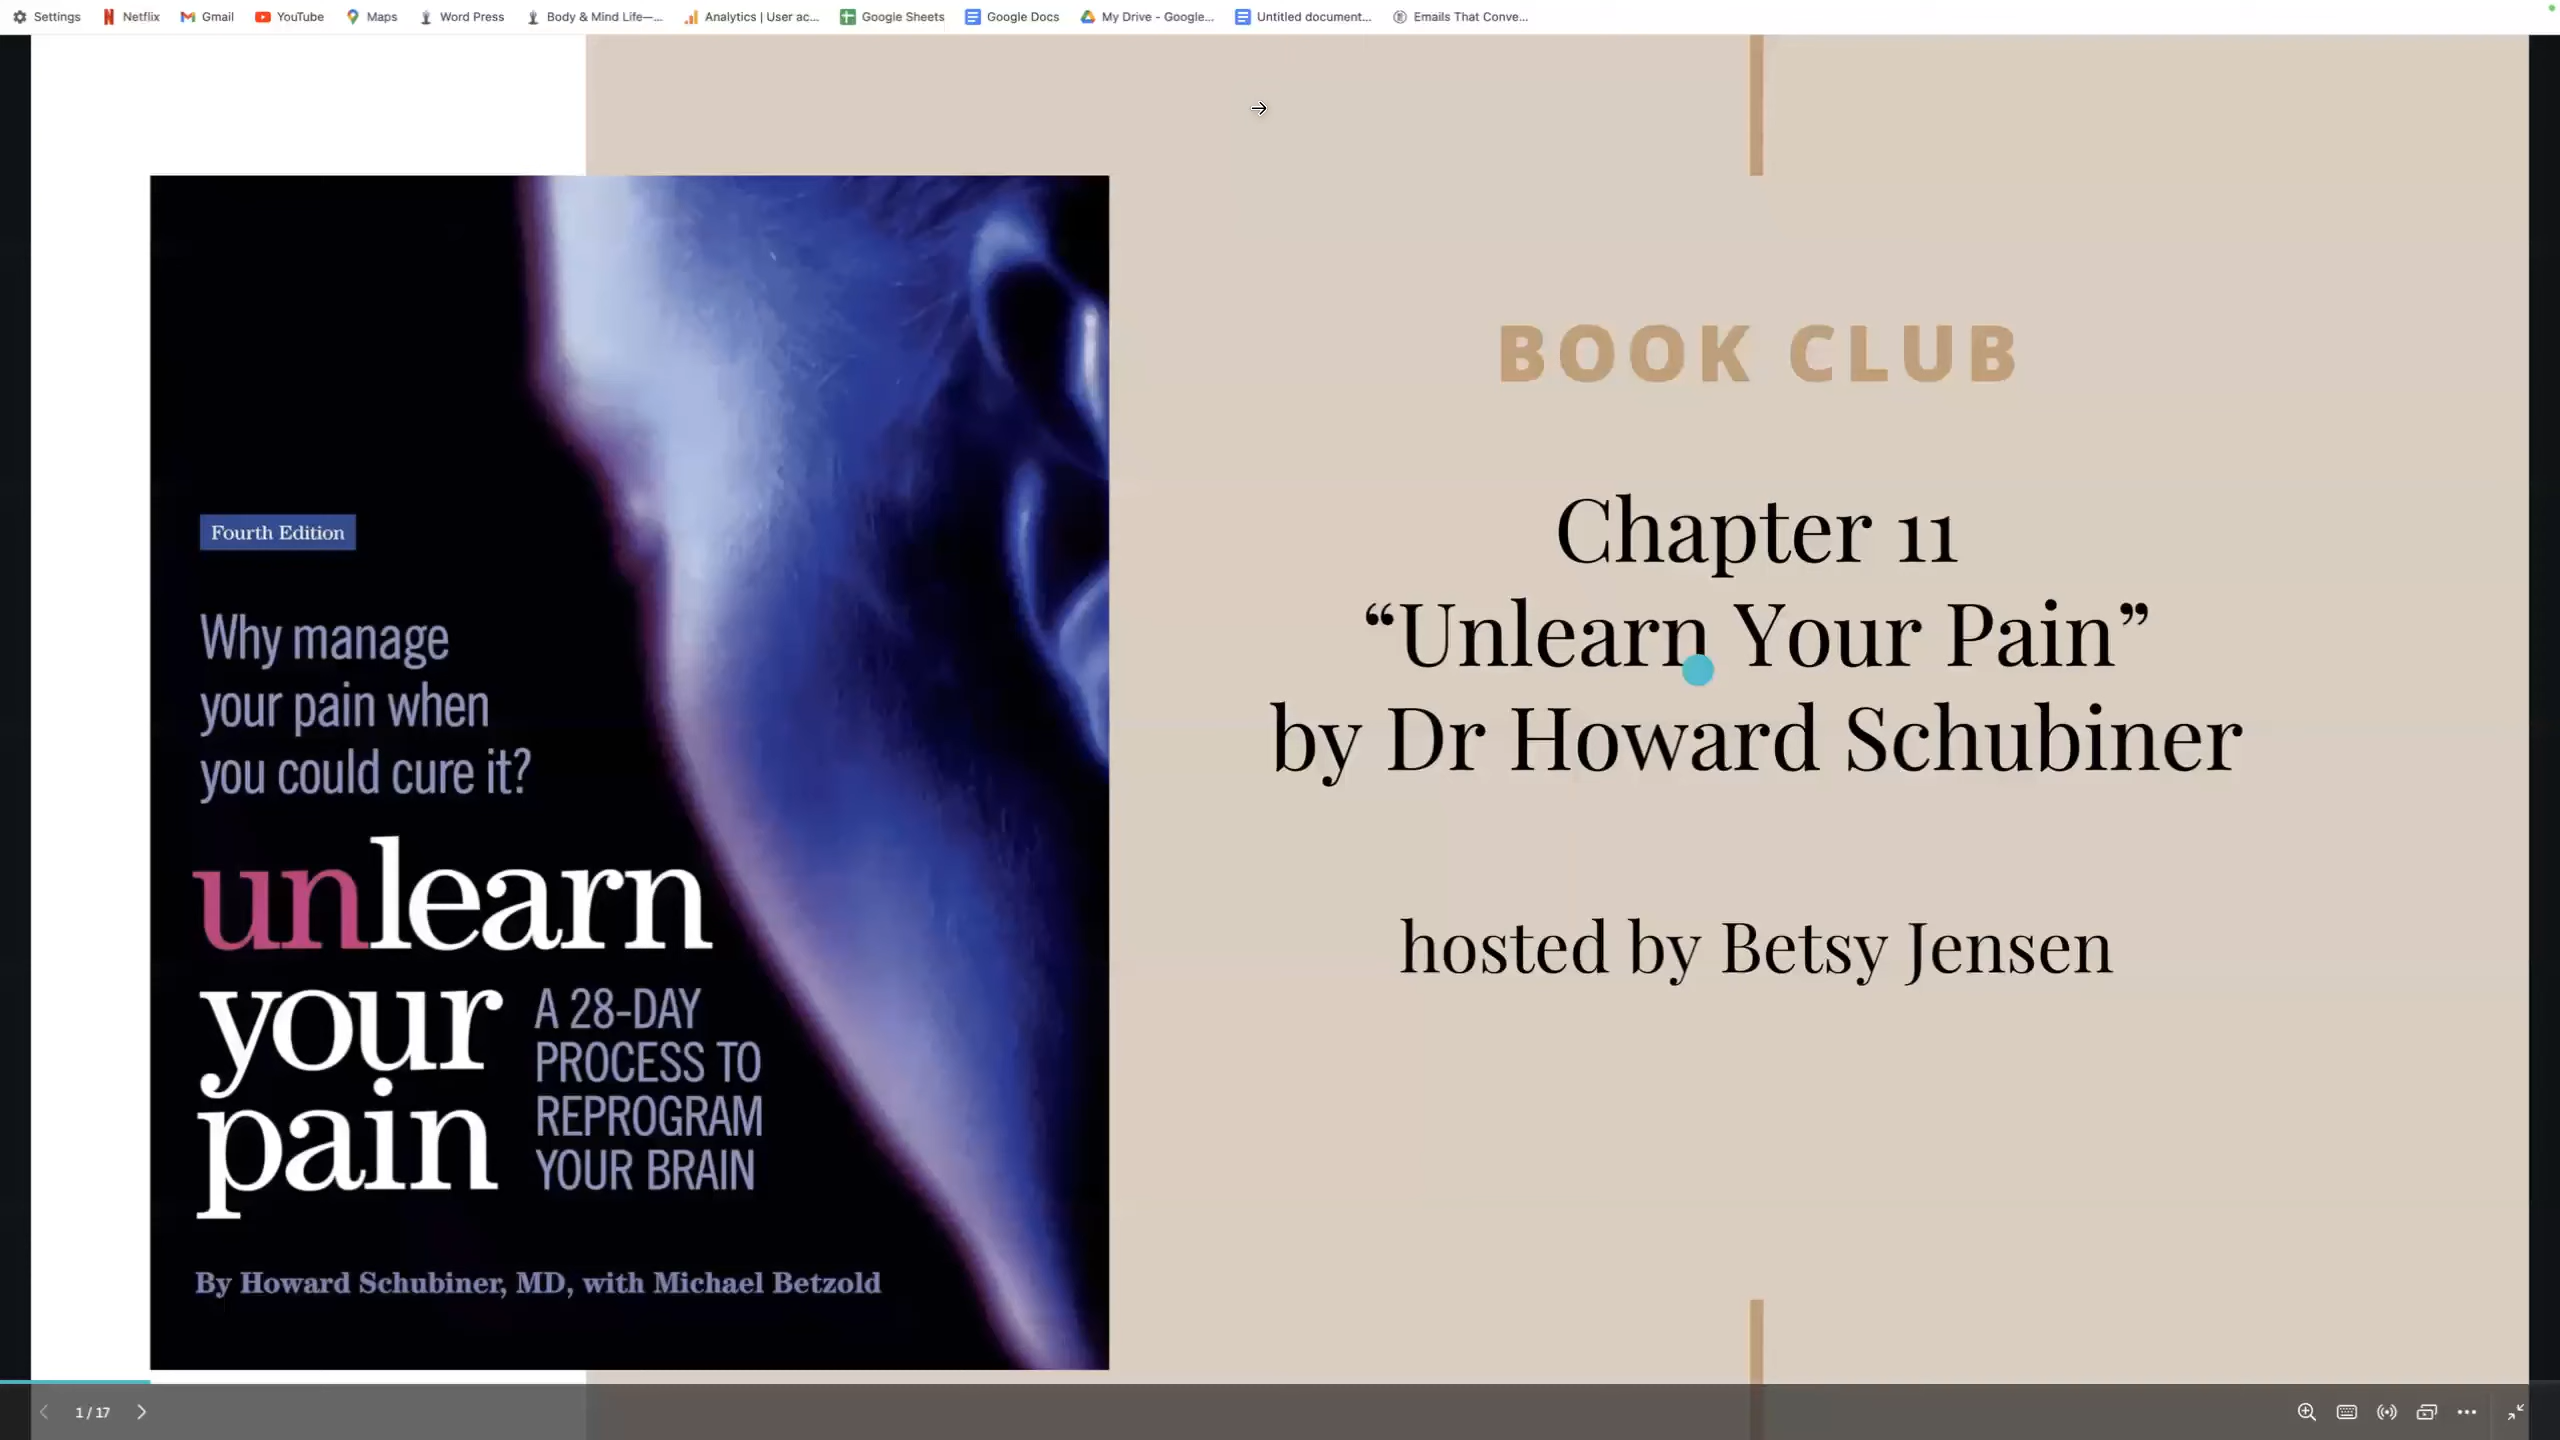 Settings
Netflix
Gmail
YouTube
Maps
Word Press
Body & Mind Life—...
Analytics | User ac...
Google Sheets
Google Docs
My Drive - Google...
Untitled document...
Emails That Conve...
Fourth Edition
Why manage
your pain when
you could cure it?
unlearn
your
pain
A 28-DAY
PROCESS TO
REPROGRAM
YOUR BRAIN
By Howard Schubiner, MD, with Michael Betzold
BOOK CLUB
Chapter 11
“Unlearn Your Pain”
by Dr Howard Schubiner
hosted by Betsy Jensen
1 / 17